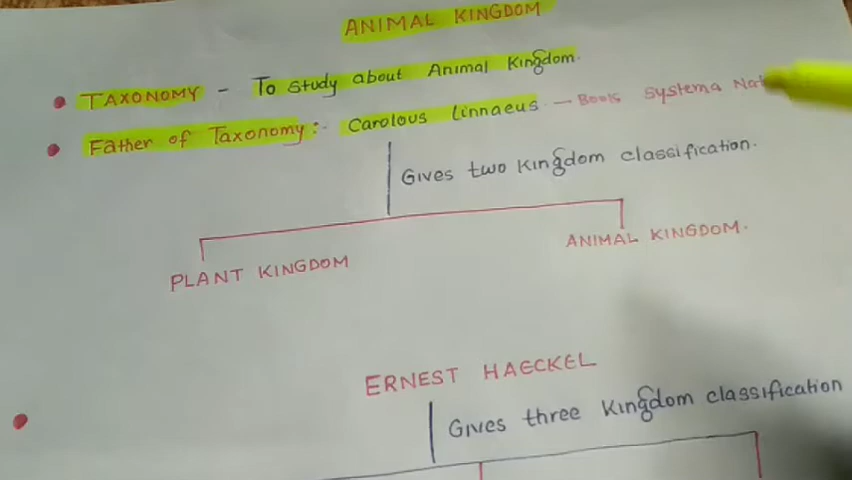 ANIMAL KINGDOM
TAXONOMY - To study about Animal Kingdom.
Father of Taxonomy:- Carolous Linnaeus - Book Systema
Gives two Kingdom classification.
PLANT KINGDOM
ANIMAL KINGDOM.
ERNEST HAECKEL
Gives three Kingdom classification